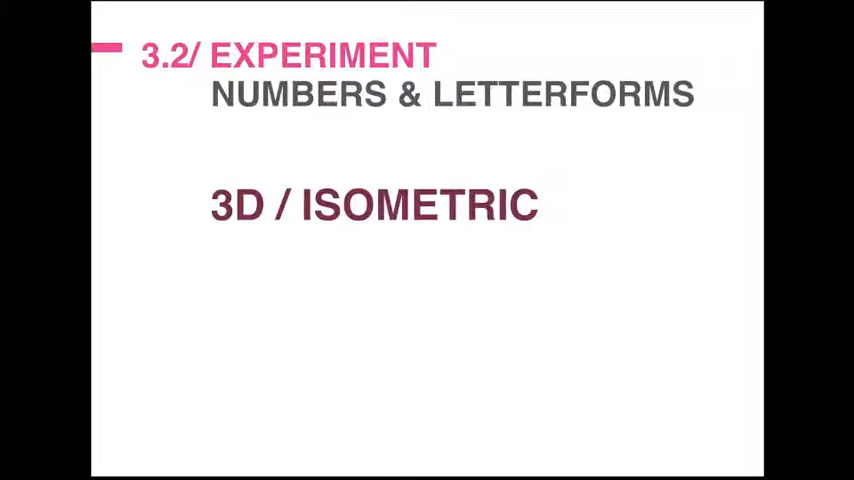 3.2/ EXPERIMENT
NUMBERS & LETTERFORMS
3D / ISOMETRIC